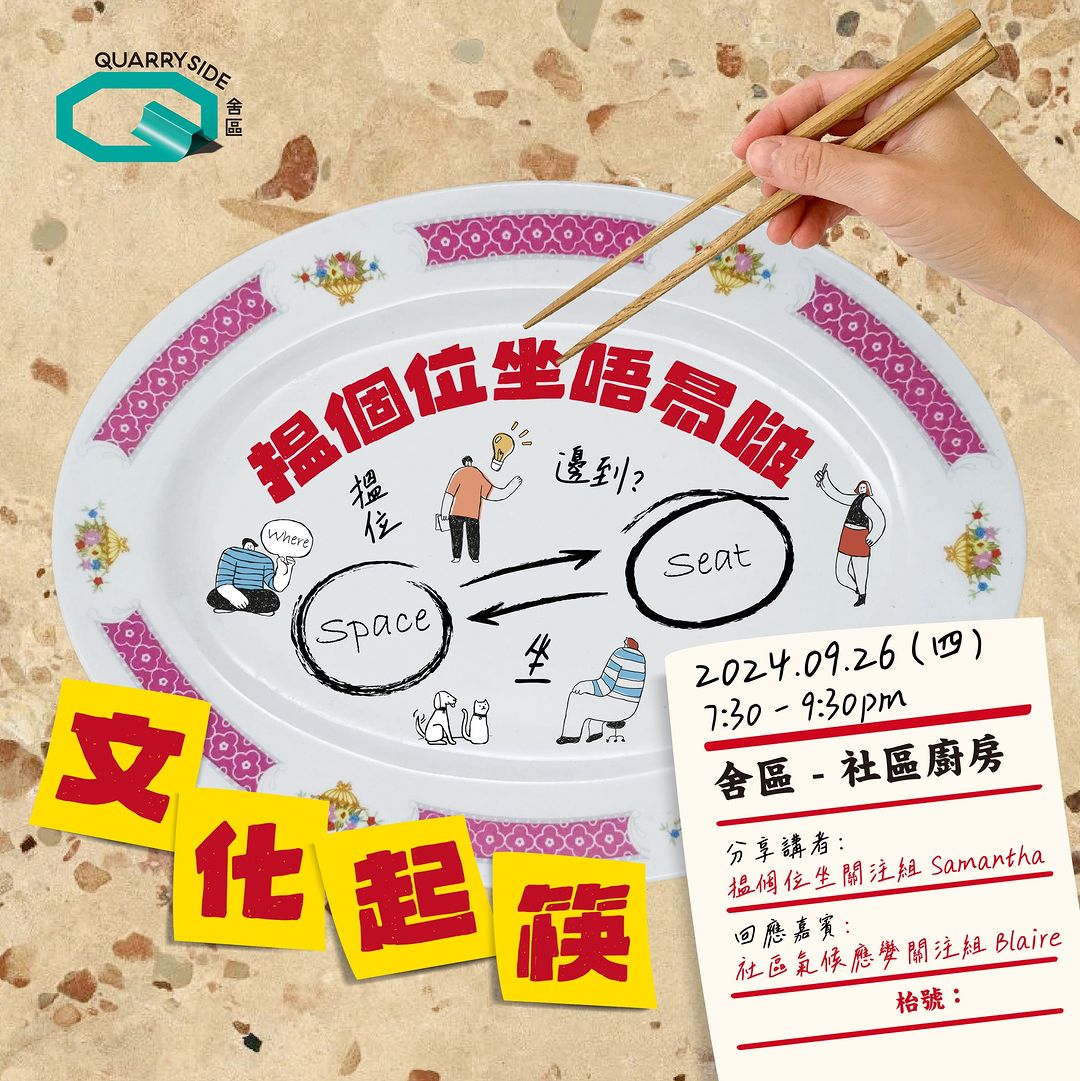 QUARRYSIDE
舍區
搵個位坐唔易啵
搵位
邊到?
Where
space
seat
坐
文化起筷
2024.09.26 (四)
7:30 - 9:30pm
舍區 - 社區廚房
分享講者:
搵個位坐關注組 Samantha
回應嘉賓:
社區氣候應變關注組 Blaire
枱號: